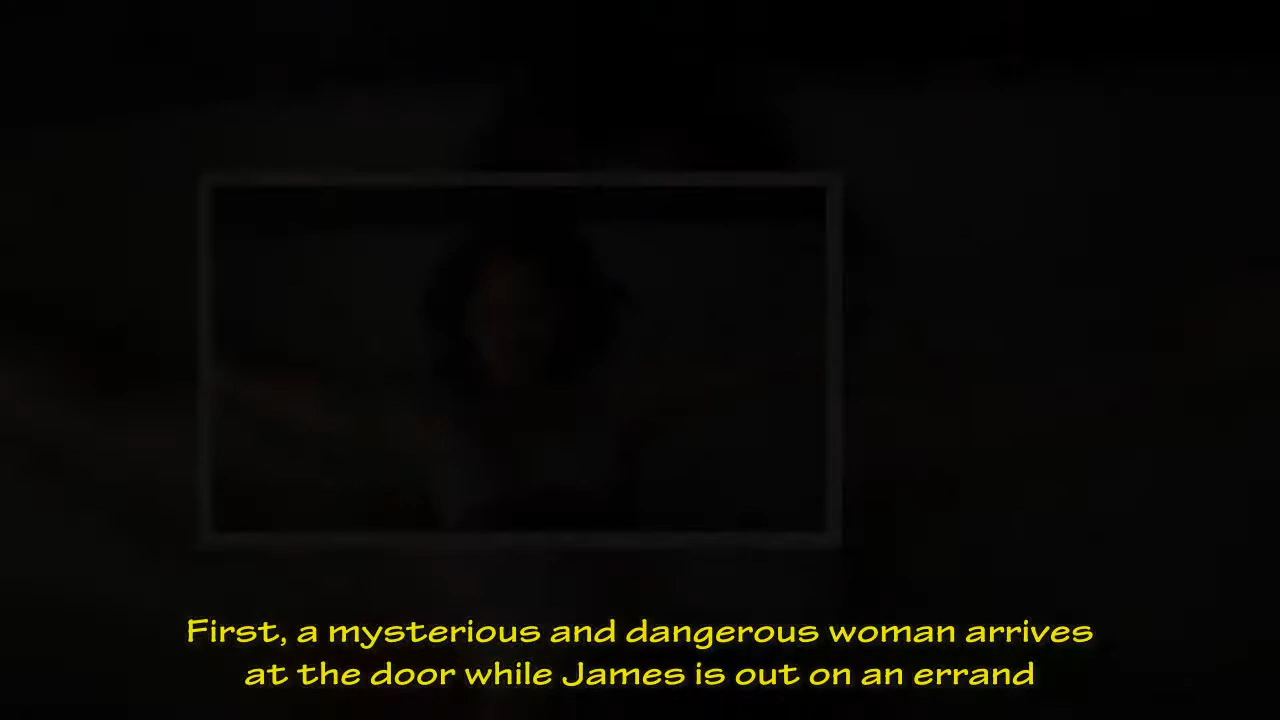 First, a mysterious and dangerous woman arrives
at the door while James is out on an errand